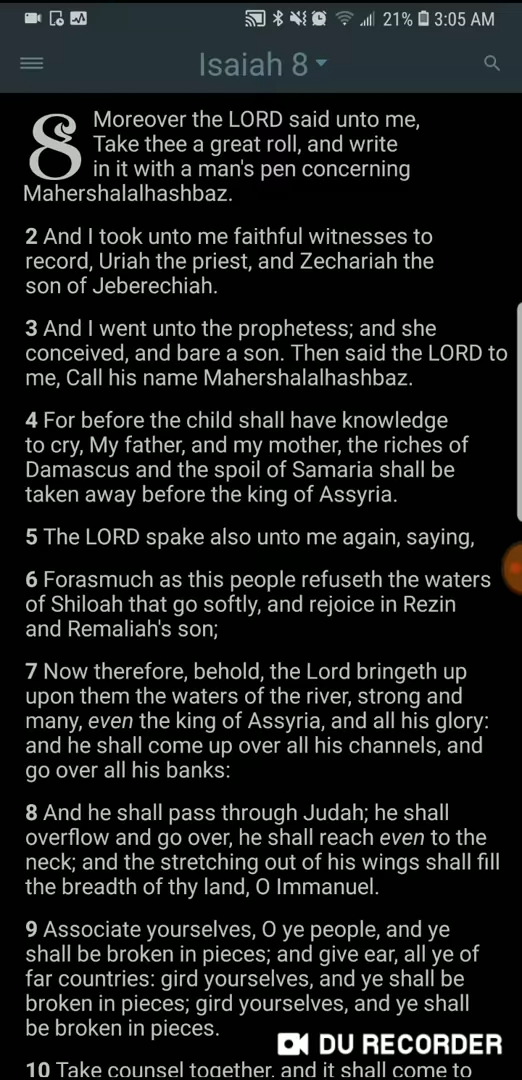 21% 3:05 AM
Isaiah 8
8 Moreover the LORD said unto me,
Take thee a great roll, and write
in it with a man's pen concerning
Mahershalalhashbaz.
2 And I took unto me faithful witnesses to
record, Uriah the priest, and Zechariah the
son of Jeberechiah.
3 And I went unto the prophetess; and she
conceived, and bare a son. Then said the LORD to
me, Call his name Mahershalalhashbaz.
4 For before the child shall have knowledge
to cry, My father, and my mother, the riches of
Damascus and the spoil of Samaria shall be
taken away before the king of Assyria.
5 The LORD spake also unto me again, saying,
6 Forasmuch as this people refuseth the waters
of Shiloah that go softly, and rejoice in Rezin
and Remaliah's son;
7 Now therefore, behold, the Lord bringeth up
upon them the waters of the river, strong and
many, even the king of Assyria, and all his glory:
and he shall come up over all his channels, and
go over all his banks:
8 And he shall pass through Judah; he shall
overflow and go over, he shall reach even to the
neck; and the stretching out of his wings shall fill
the breadth of thy land, O Immanuel.
9 Associate yourselves, O ye people, and ye
shall be broken in pieces; and give ear, all ye of
far countries: gird yourselves, and ye shall be
broken in pieces; gird yourselves, and ye shall
be broken in pieces.
DU RECORDER
10 Take counsel together, and it shall come to